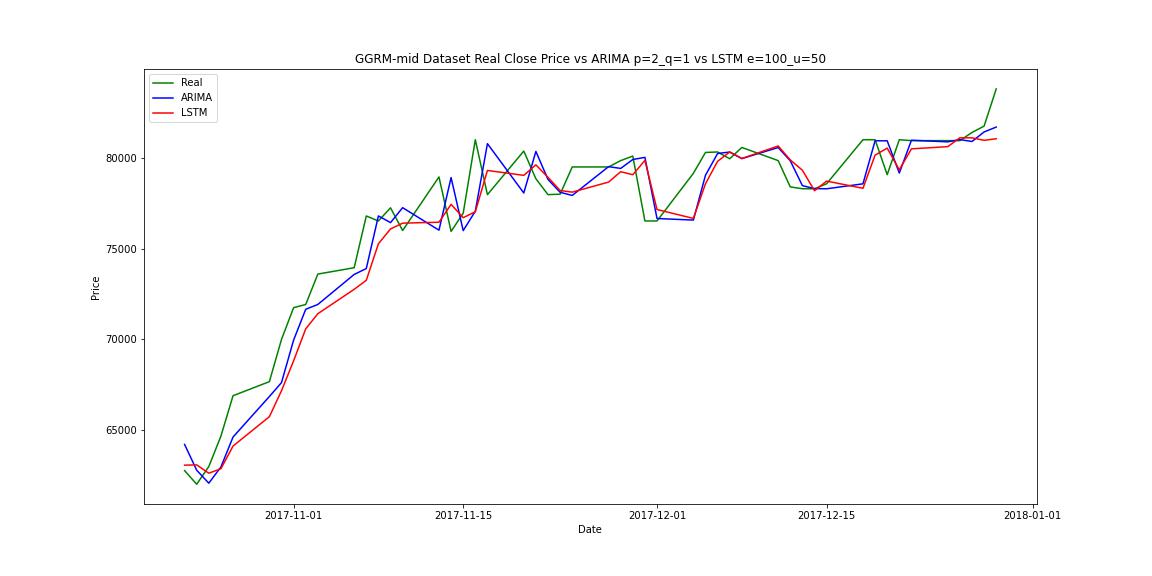 GGRM-mid Dataset Real Close Price vs ARIMA p=2_q=1 vs LSTM e=100_u=50
Real
ARIMA
LSTM
80000
75000
70000
65000
Price
2017-11-01
2017-11-15
2017-12-01
2017-12-15
2018-01-01
Date